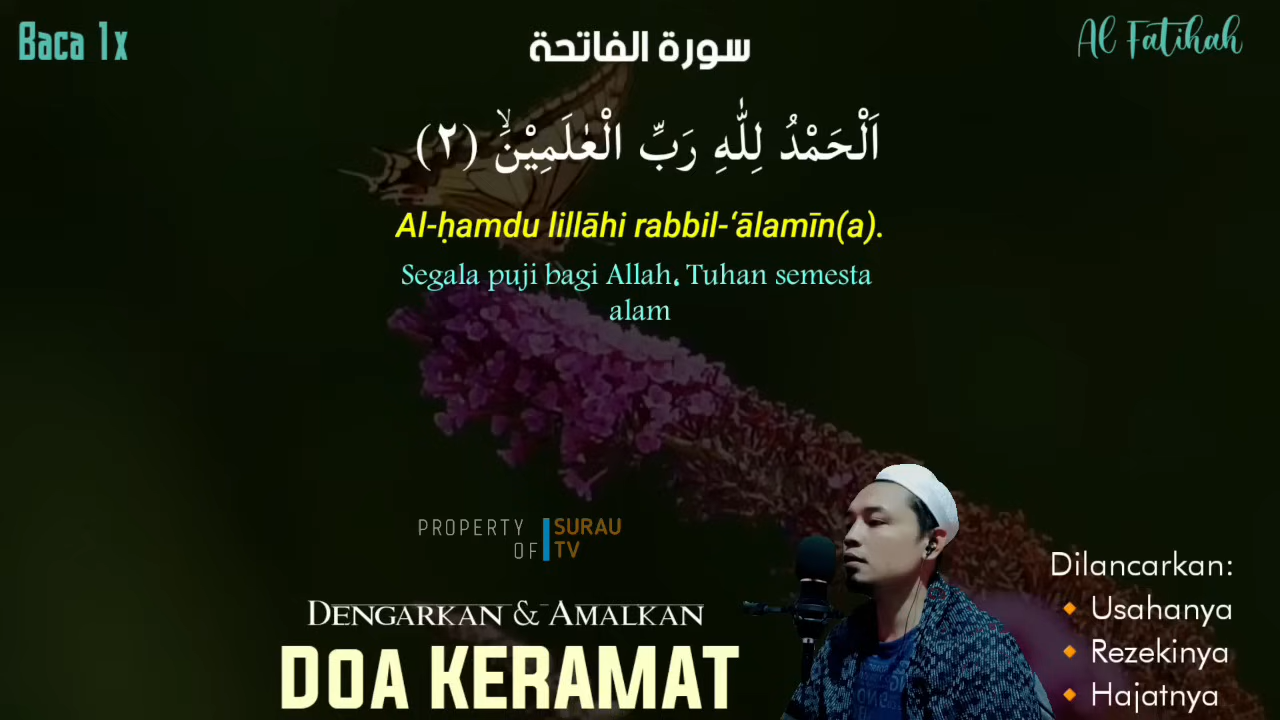 Baca 1x
سورة الفاتحة
Al Fatihah
اَلْحَمْدُ لِلّٰهِ رَبِّ الْعٰلَمِيْنَۙ (٢)
Al-ḥamdu lillāhi rabbil-‘ālamīn(a).
Segala puji bagi Allah, Tuhan semesta
alam
PROPERTY OF
SURAU TV
Dengarkan & Amalkan
DOA KERAMAT
Dilancarkan:
🔸 Usahanya
🔸 Rezekinya
🔸 Hajatnya